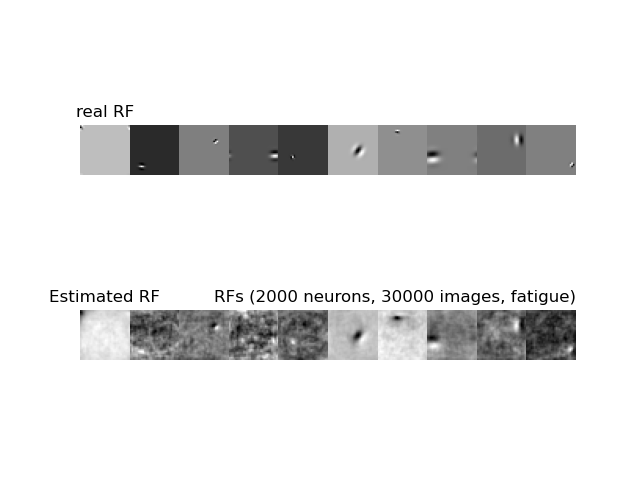 real RF
Estimated RF
RFs (2000 neurons, 30000 images, fatigue)